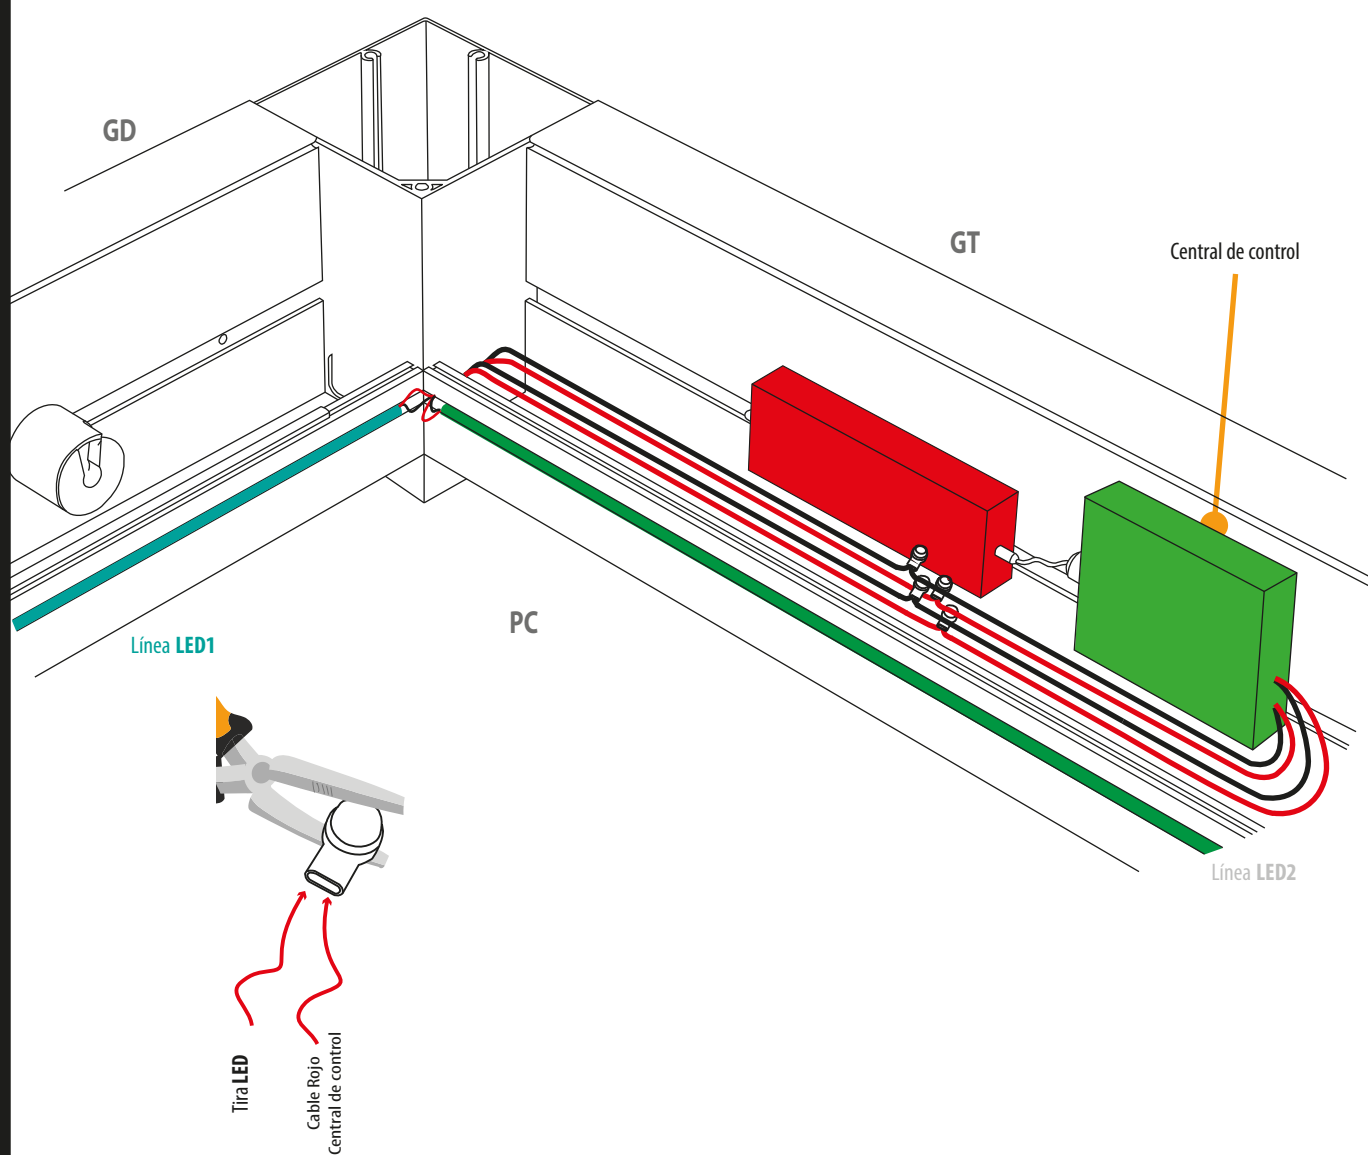 GD
GT
Central de control
PC
Línea LED1
Línea LED2
Tira LED
Cable Rojo
Central de control